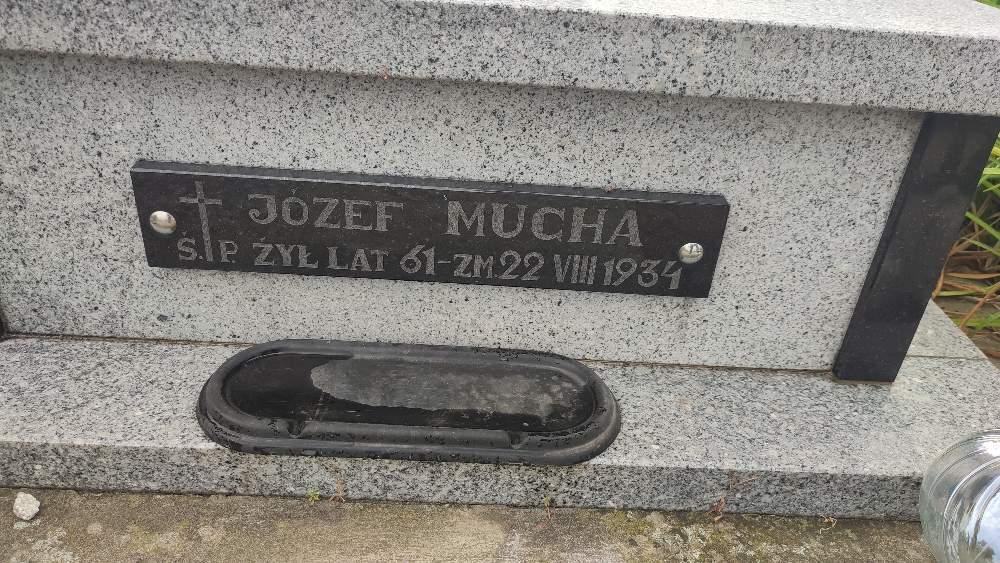 JÓZEF MUCHA
Ś.P. ŻYŁ LAT 61-ZM 22 VIII 1934